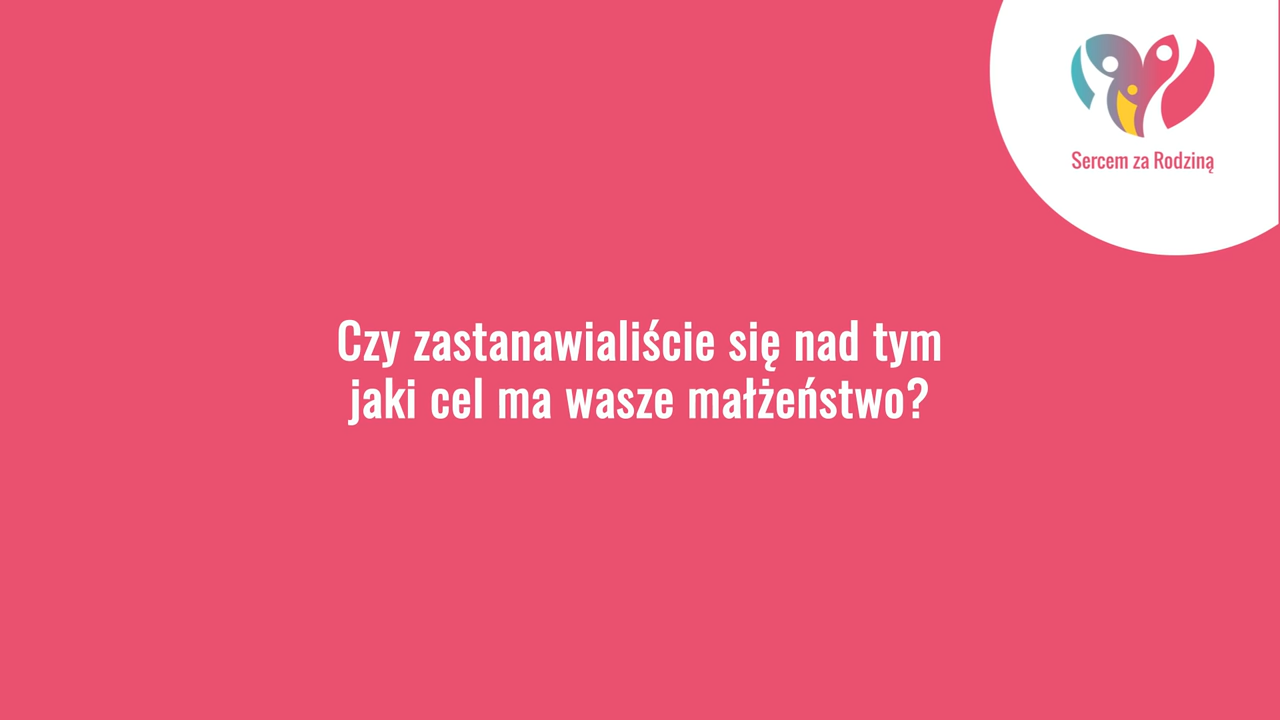 Sercem za Rodziną
Czy zastanawialiście się nad tym
jaki cel ma wasze małżeństwo?